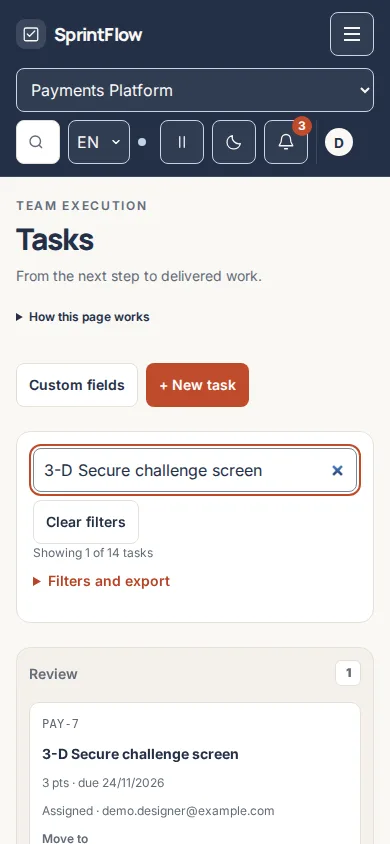 SprintFlow
Payments Platform
EN
3
D
TEAM EXECUTION
Tasks
From the next step to delivered work.
How this page works
Custom fields
+ New task
3-D Secure challenge screen
Clear filters
Showing 1 of 14 tasks
Filters and export
Review
1
PAY-7
3-D Secure challenge screen
3 pts · due 24/11/2026
Assigned · demo.designer@example.com
Move to